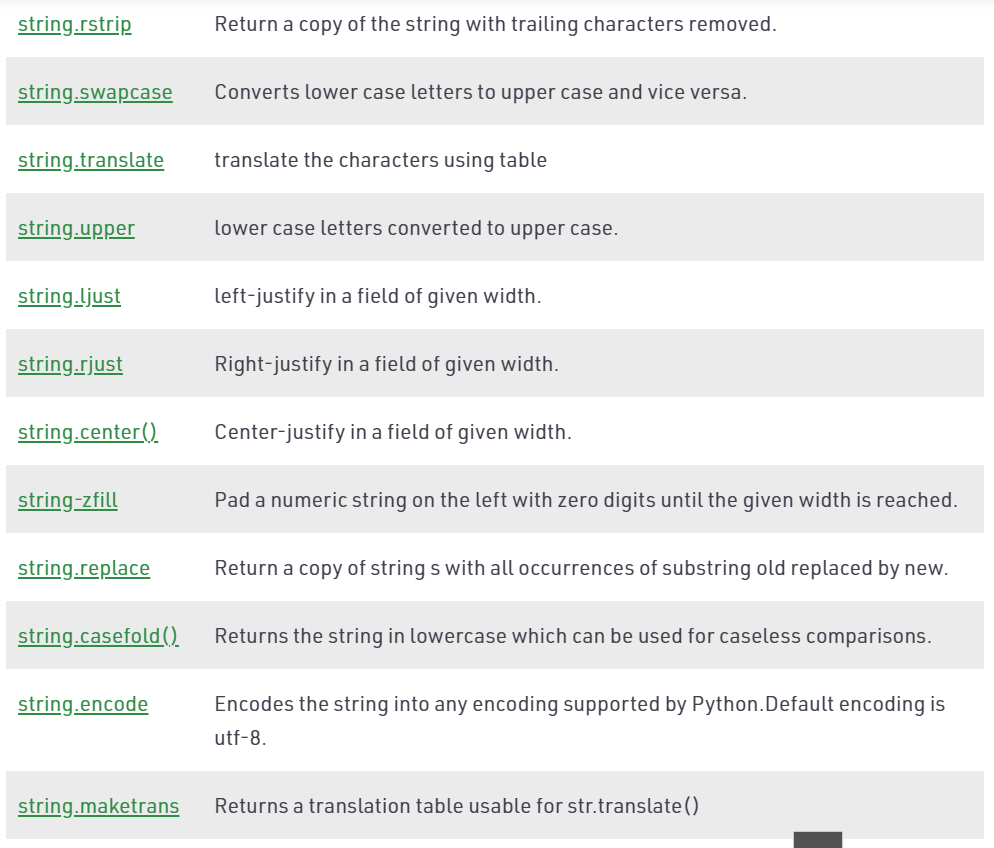 string.rstrip Return a copy of the string with trailing characters removed.
string.swapcase Converts lower case letters to upper case and vice versa.
string.translate translate the characters using table
string.upper lower case letters converted to upper case.
string.ljust left-justify in a field of given width.
string.rjust Right-justify in a field of given width.
string.center() Center-justify in a field of given width.
string-zfill Pad a numeric string on the left with zero digits until the given width is reached.
string.replace Return a copy of string s with all occurrences of substring old replaced by new.
string.casefold() Returns the string in lowercase which can be used for caseless comparisons.
string.encode Encodes the string into any encoding supported by Python.Default encoding is
utf-8.
string.maketrans Returns a translation table usable for str.translate()